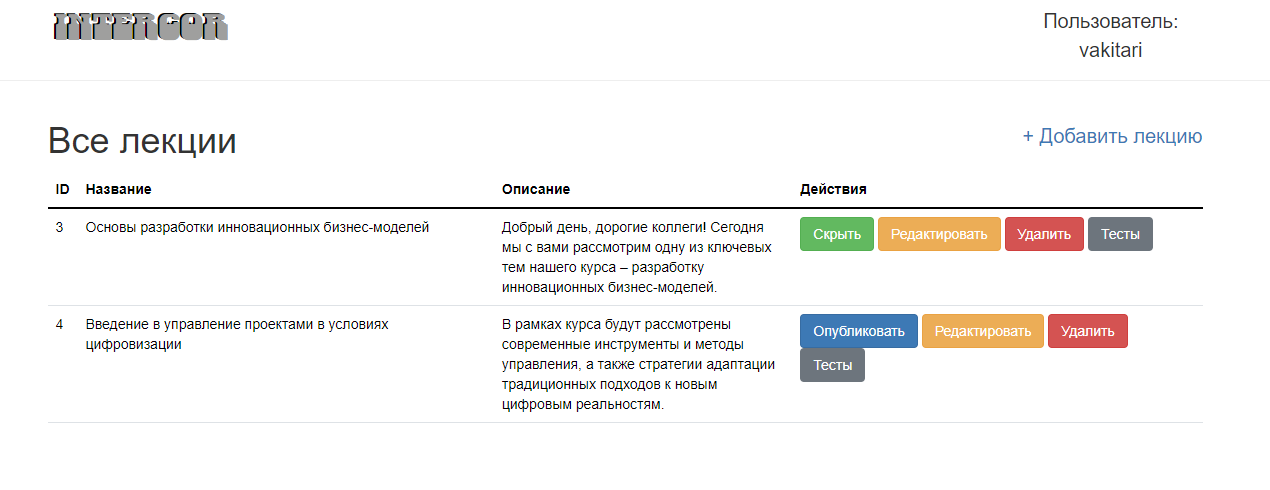 INTERCOR
Пользователь:
vakitari
Все лекции
+ Добавить лекцию
ID Название Описание Действия
3 Основы разработки инновационных бизнес-моделей
Добрый день, дорогие коллеги! Сегодня
мы с вами рассмотрим одну из ключевых
тем нашего курса – разработку
инновационных бизнес-моделей.
Скрыть Редактировать Удалить Тесты
4 Введение в управление проектами в условиях
цифровизации
В рамках курса будут рассмотрены
современные инструменты и методы
управления, а также стратегии адаптации
традиционных подходов к новым
цифровым реальностям.
Опубликовать Редактировать Удалить
Тесты